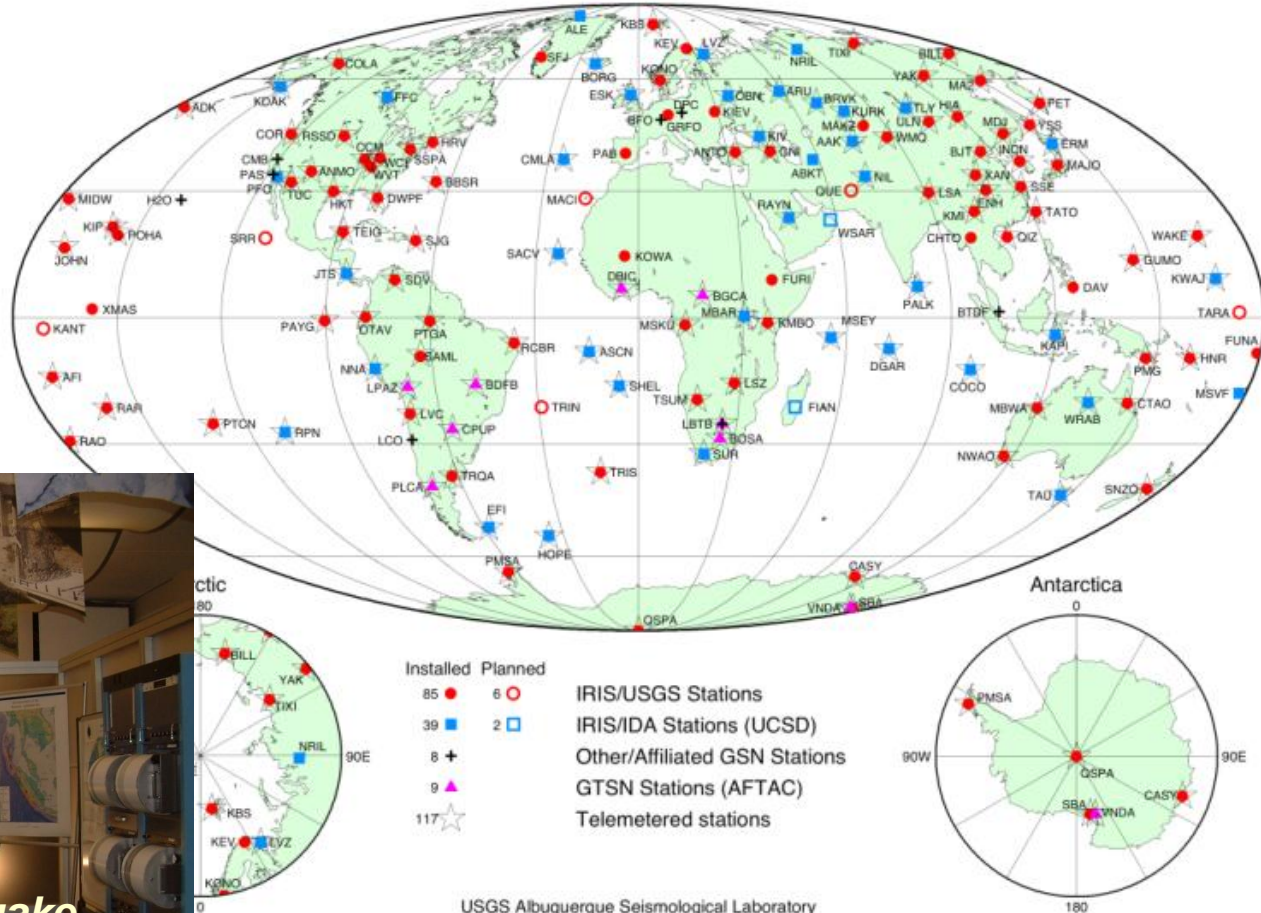 ALE
KBS
KEV
LVZ
TIXI
BILL
COLA
SFJ
BORG
KONO
NRIL
YAK
MA2
ADK
KDAK
FFC
ESK
DPC
OBN
ARU
BRVK
KURK
TLY
HIA
PET
BFO
GRFO
KIEV
MAKZ
ULN
MDJ
YSS
COR
RSSD
CCM
HRV
SSPA
WCI
WVT
CMB
PAS
PFO
ANMO
CMLA
PAB
ANTO
KIV
GNI
AAK
ABKT
WMQ
BJT
INCN
ERM
MAJO
MIDW
H2O
TUC
HKT
DWPF
BBSR
MACI
QUE
NIL
LSA
XAN
SSE
ENH
KMI
TATO
KIP
POHA
JOHN
SRR
TEIG
SJG
SACV
KOWA
RAYN
WSAR
CHTO
QIZ
WAKE
GUMO
KWAJ
JTS
SDV
DBIC
BGCA
FURI
PALK
DAV
XMAS
KANT
PAYG
OTAV
PTGA
MSKU
MBAR
KMBO
MSEY
BTDF
KAPI
TARA
FUNA
AFI
NNA
SAML
RCBR
ASCN
DGAR
COCO
PMG
HNR
MSVF
LPAZ
BDFB
SHEL
LSZ
RAR
PTCN
RPN
LVC
TRIN
TSUM
FIAN
MBWA
WRAB
CTAO
RAO
LCO
CPUP
LBTB
BOSA
SUR
NWAO
PLCA
TRQA
TRIS
TAU
SNZO
EFI
HOPE
PMSA
CASY
VNDA
SBA
QSPA
ctic
80
BILL
YAK
TIXI
NRIL
90E
KBS
KEV
LVZ
KONO
0
Installed Planned
85 6 IRIS/USGS Stations
39 2 IRIS/IDA Stations (UCSD)
8 Other/Affiliated GSN Stations
9 GTSN Stations (AFTAC)
117 Telemetered stations
USGS Albuquerque Seismological Laboratory
Antarctica
0
PMSA
90W
90E
QSPA
CASY
SBA
VNDA
180